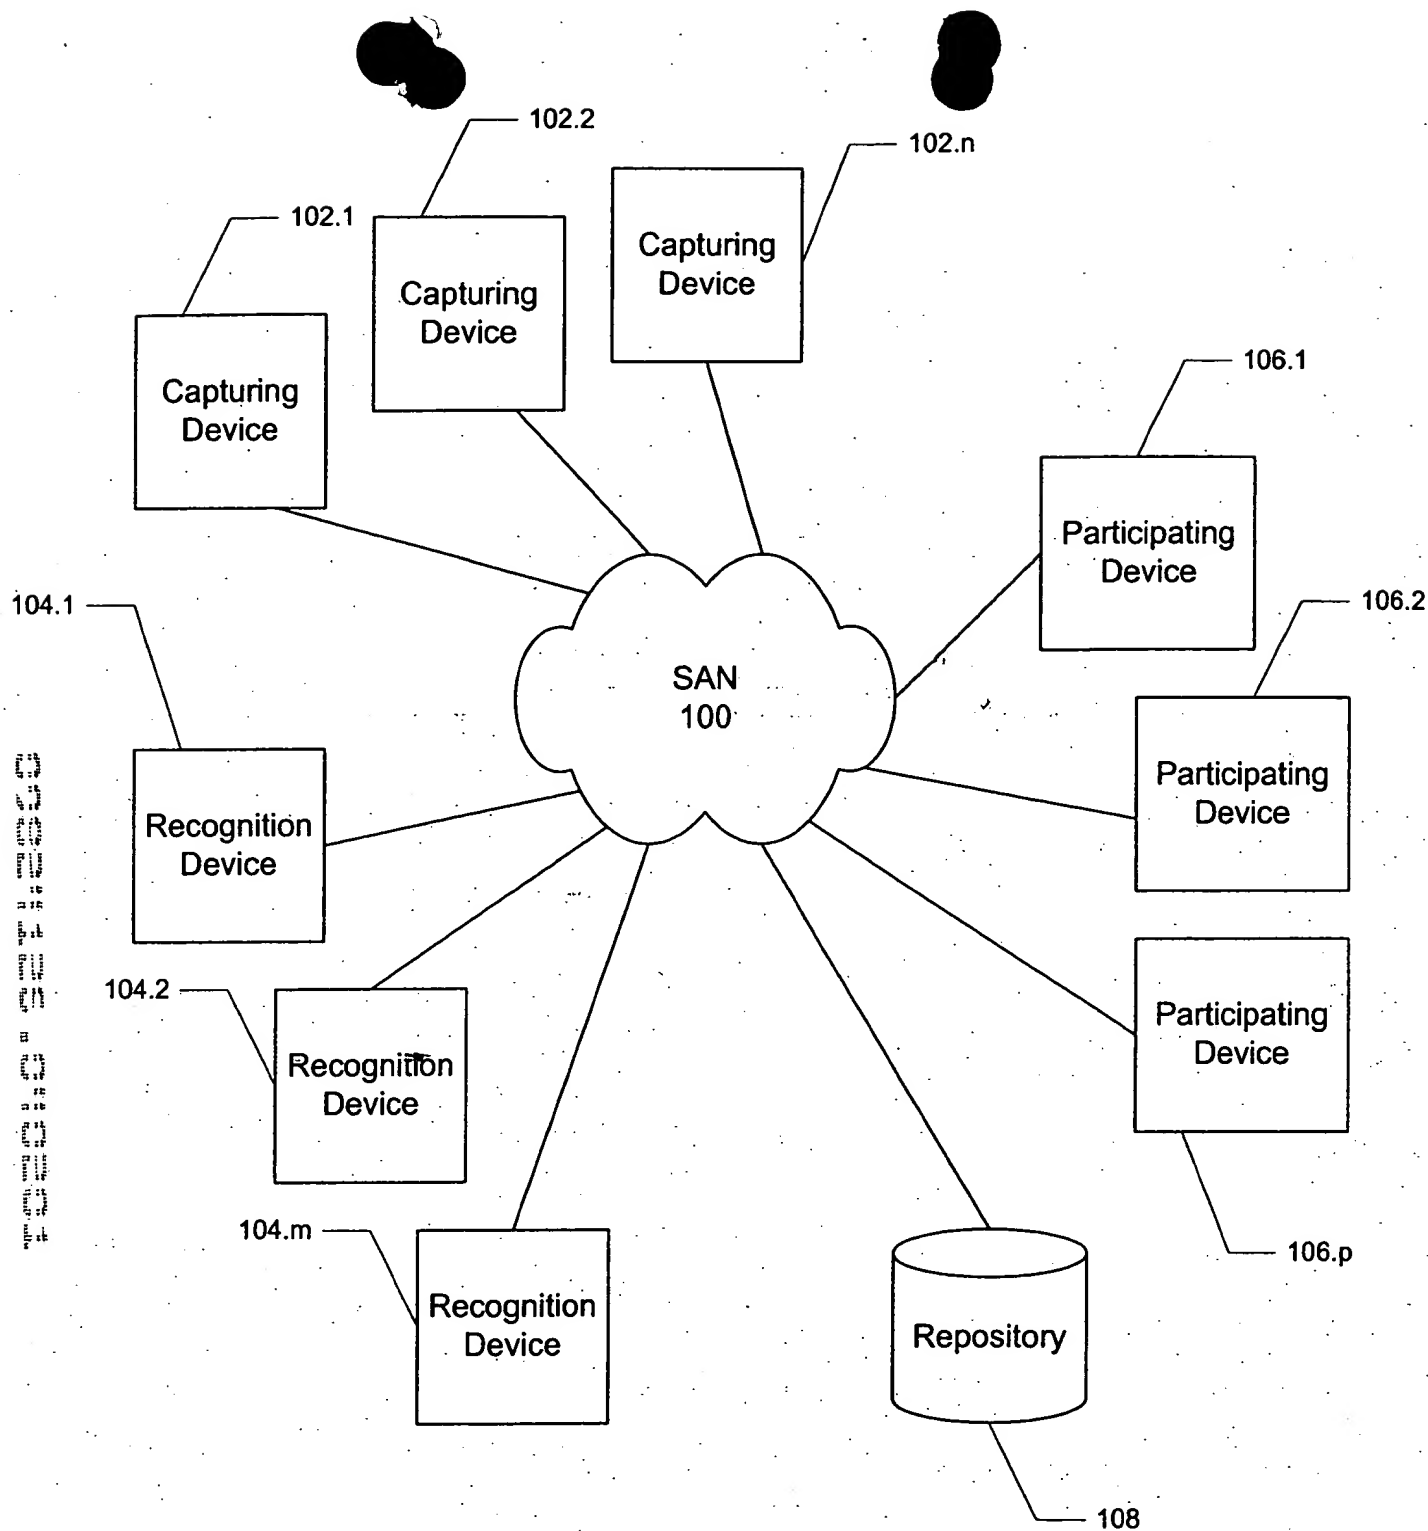 102.2
102.n
102.1
Capturing
Device
Capturing
Device
Capturing
Device
106.1
Participating
Device
104.1
106.2
SAN
100
Participating
Device
Recognition
Device
104.2
Participating
Device
Recognition
Device
104.m
106.p
Recognition
Device
Repository
108